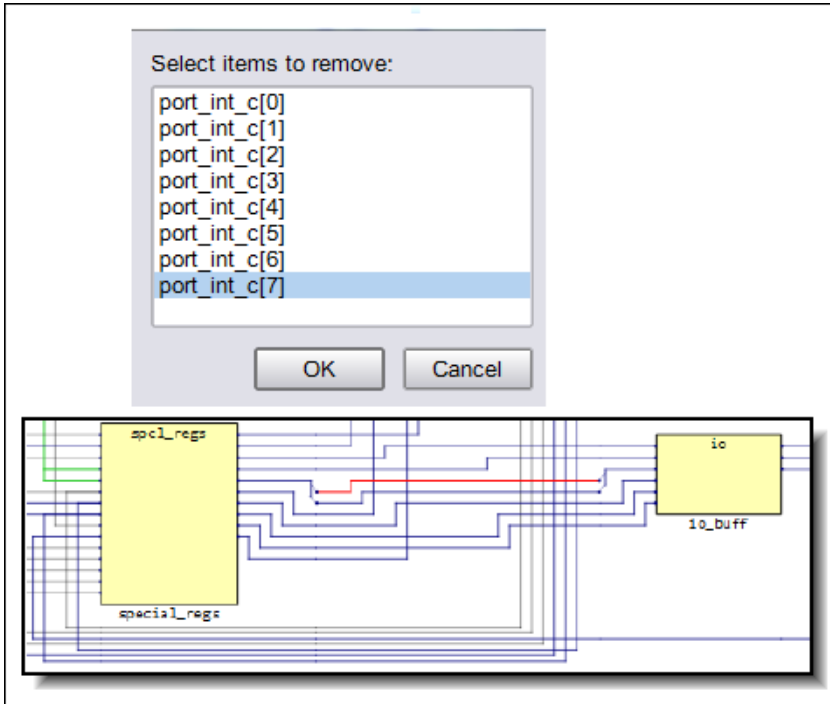 Select items to remove:
port_int_c[0]
port_int_c[1]
port_int_c[2]
port_int_c[3]
port_int_c[4]
port_int_c[5]
port_int_c[6]
port_int_c[7]
OK
Cancel
spcl_regs
special_regs
io
io_buff